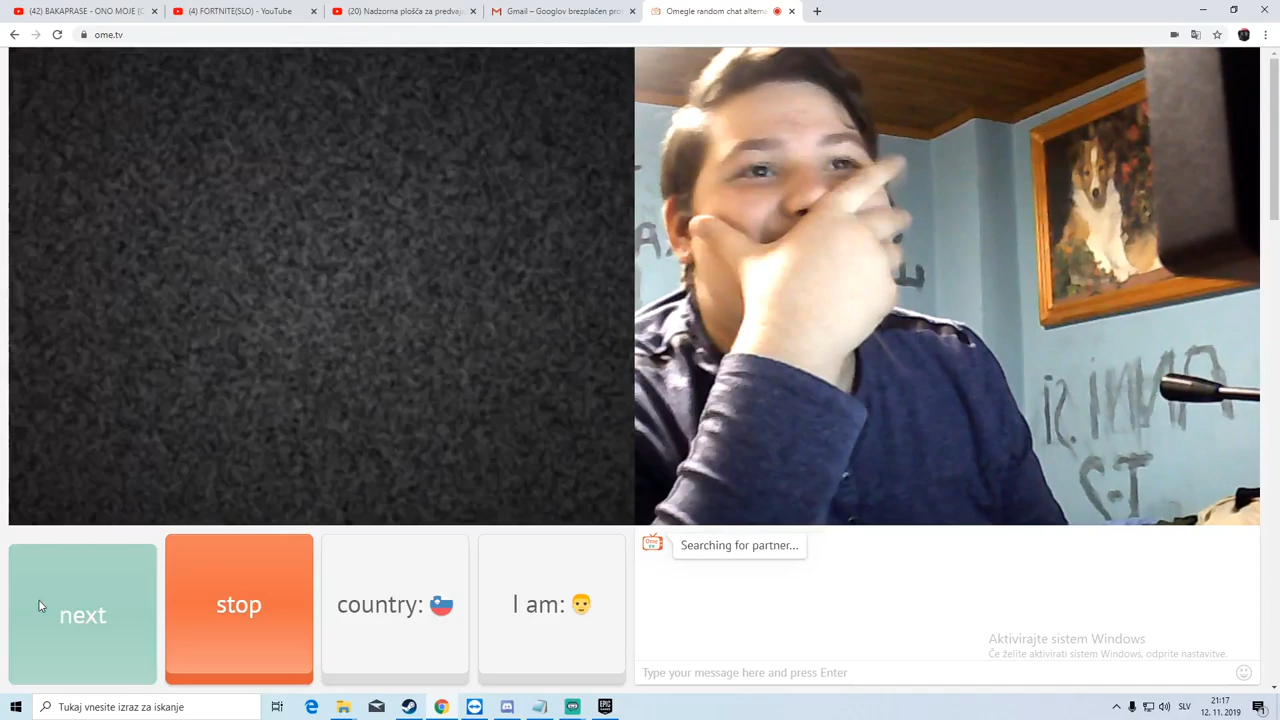 (42) BAKAPRASE - ONO MOJE (C
(4) FORTNITE(SLO) - YouTube
(20) Nadzorna plošča za predvaj
Gmail – Googlov brezplačen pro
Omegle random chat alterna
ome.tv
Searching for partner...
next
stop
country:
I am:
Aktivirajte sistem Windows
Če želite aktivirati sistem Windows, odprite nastavitve.
Type your message here and press Enter
Tukaj vnesite izraz za iskanje
SLV
21:17
12. 11. 2019